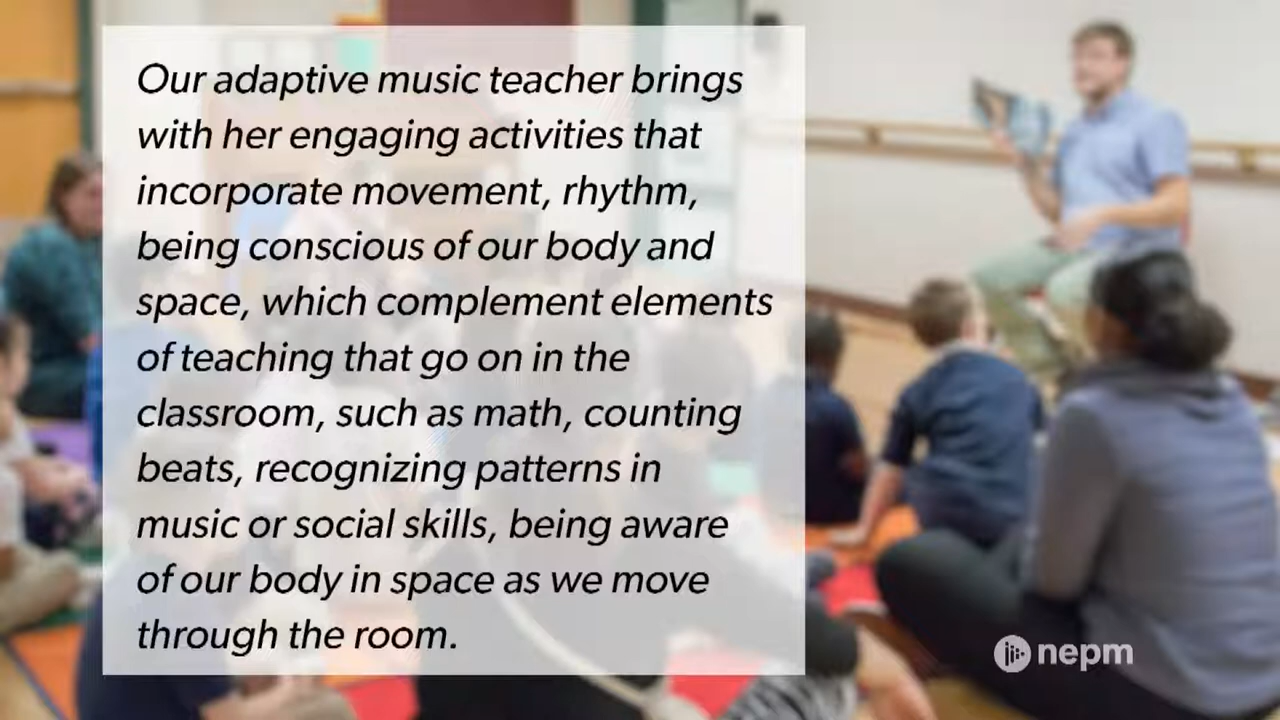 Our adaptive music teacher brings
with her engaging activities that
incorporate movement, rhythm,
being conscious of our body and
space, which complement elements
of teaching that go on in the
classroom, such as math, counting
beats, recognizing patterns in
music or social skills, being aware
of our body in space as we move
through the room.
nepm